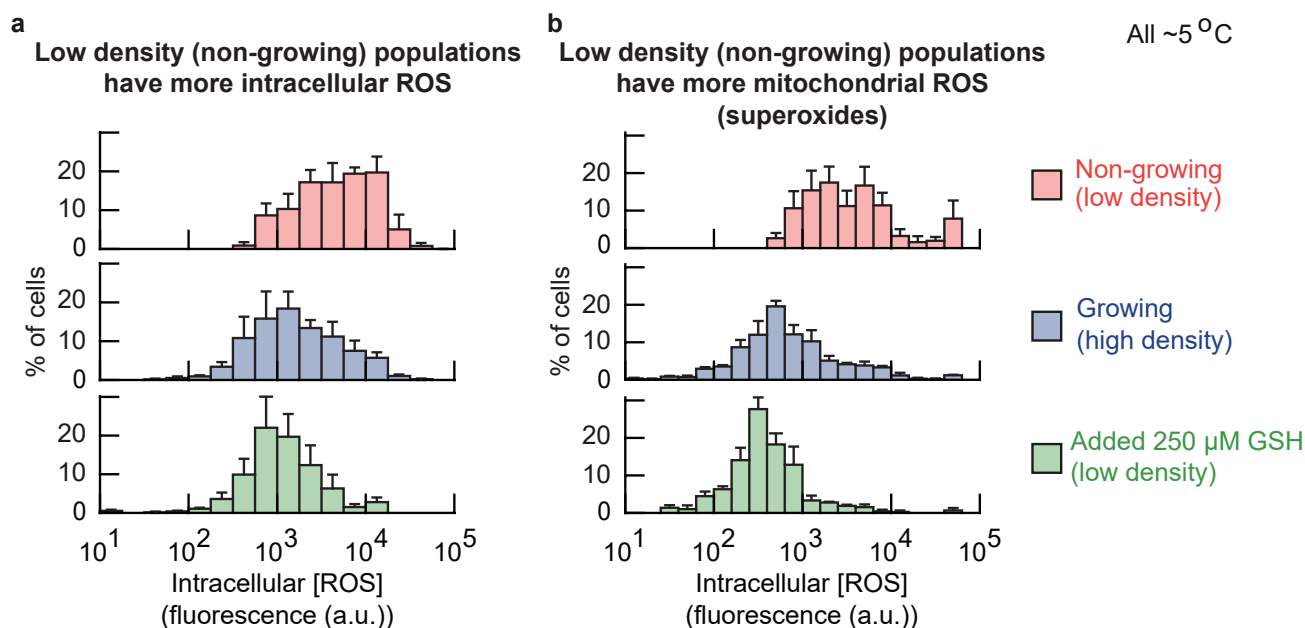 a
Low density (non-growing) populations
have more intracellular ROS
b
Low density (non-growing) populations
have more mitochondrial ROS
(superoxides)
All ~5 °C
% of cells
20
10
0
20
10
0
20
10
0
10¹ 10² 10³ 10⁴ 10⁵
Intracellular [ROS]
(fluorescence (a.u.))
% of cells
20
10
0
20
10
0
20
10
0
10¹ 10² 10³ 10⁴ 10⁵
Intracellular [ROS]
(fluorescence (a.u.))
Non-growing
(low density)
Growing
(high density)
Added 250 µM GSH
(low density)